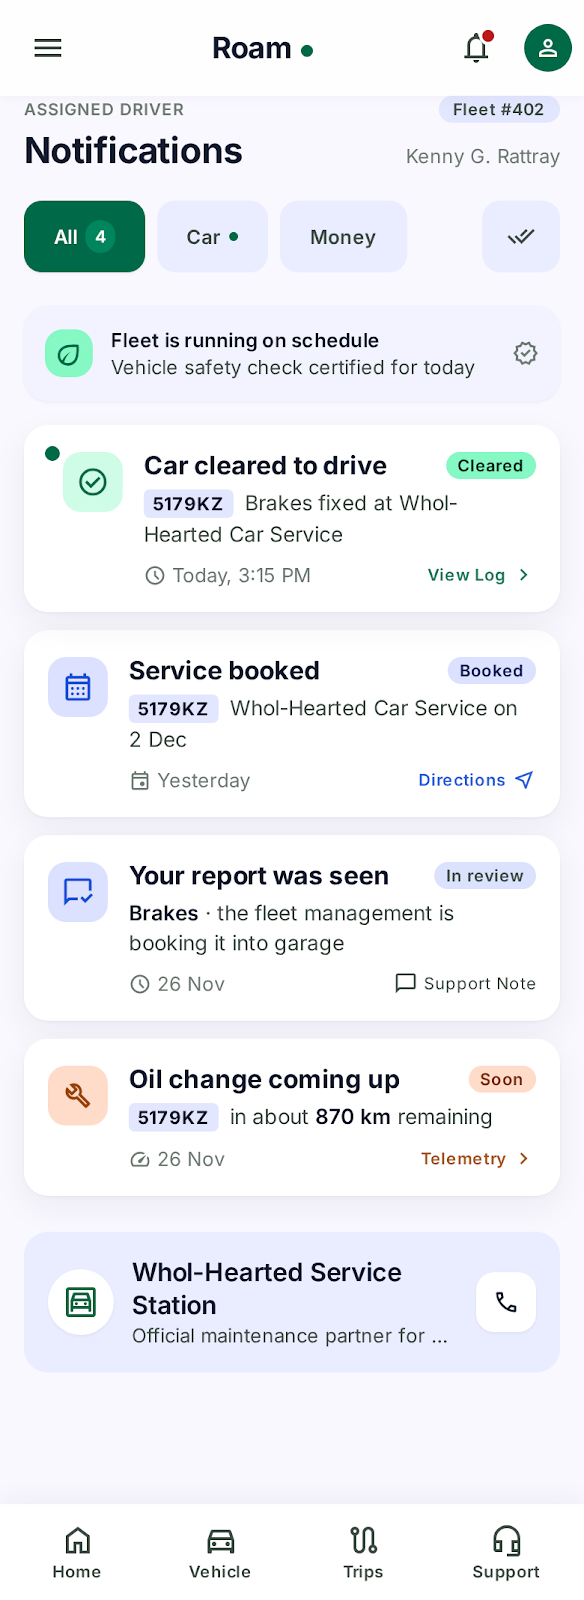 Roam
ASSIGNED DRIVER
Fleet #402
Notifications
Kenny G. Rattray
All 4
Car
Money
Fleet is running on schedule
Vehicle safety check certified for today
Car cleared to drive
Cleared
5179KZ Brakes fixed at Whol-
Hearted Car Service
Today, 3:15 PM
View Log
Service booked
Booked
5179KZ Whol-Hearted Car Service on
2 Dec
Yesterday
Directions
Your report was seen
In review
Brakes · the fleet management is
booking it into garage
26 Nov
Support Note
Oil change coming up
Soon
5179KZ in about 870 km remaining
26 Nov
Telemetry
Whol-Hearted Service
Station
Official maintenance partner for ...
Home
Vehicle
Trips
Support